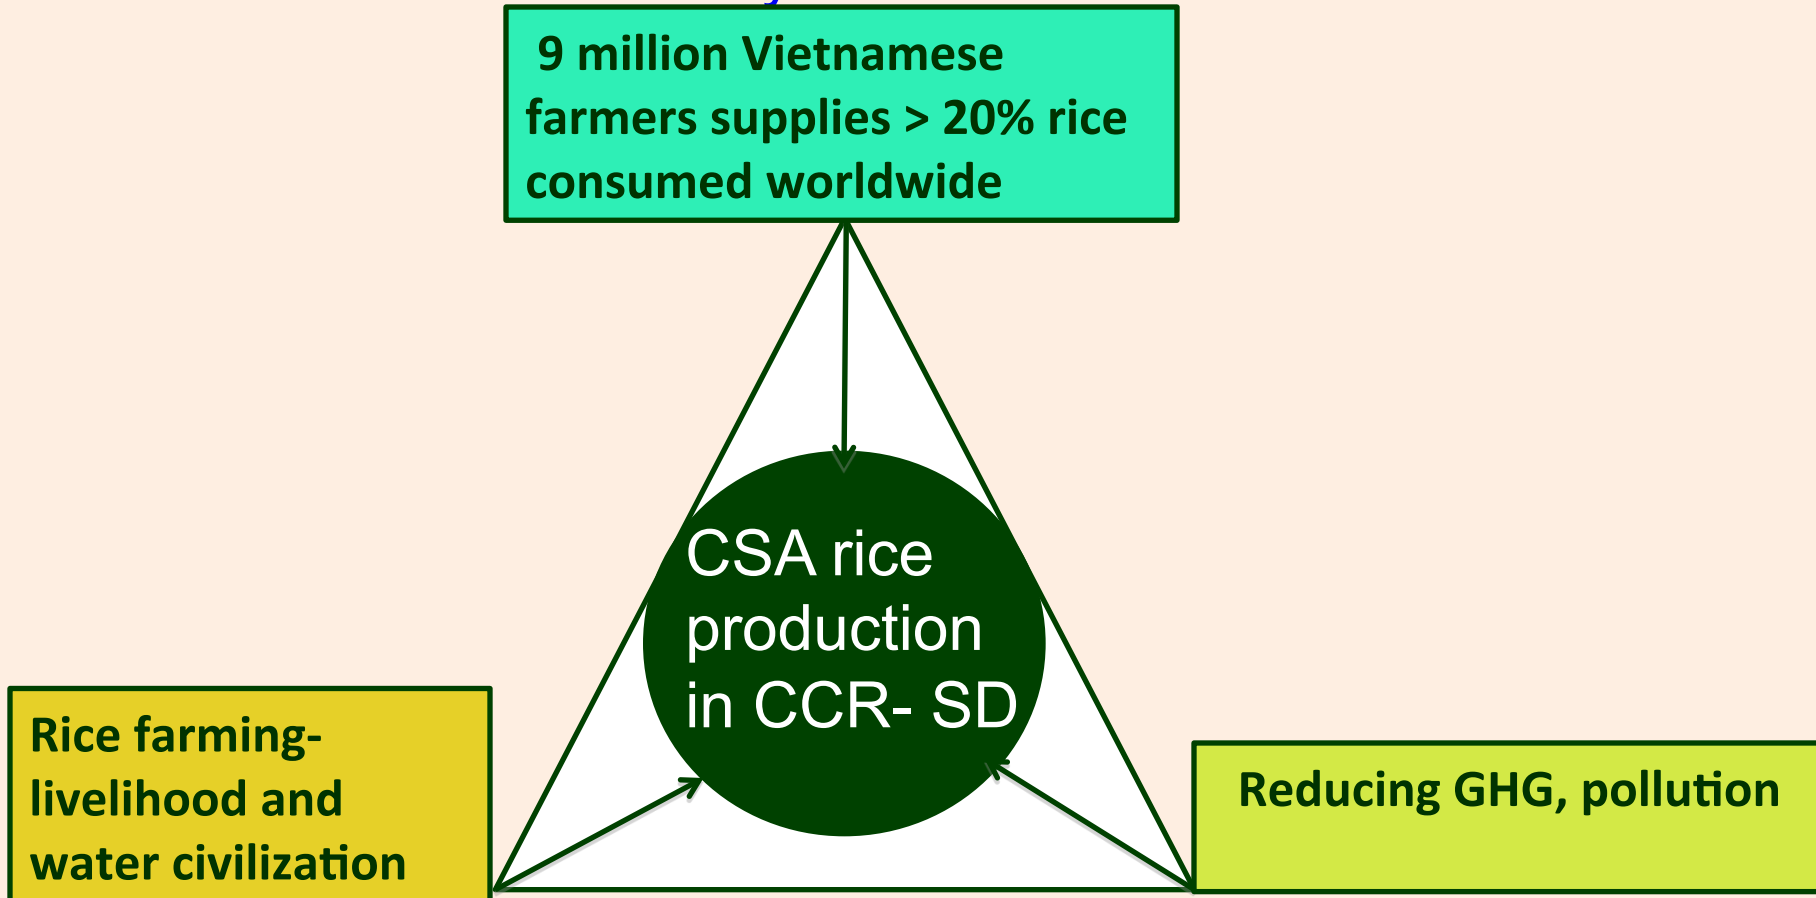 9 million Vietnamese
farmers supplies > 20% rice
consumed worldwide
CSA rice
production
in CCR- SD
Rice farming-
livelihood and
water civilization
Reducing GHG, pollution